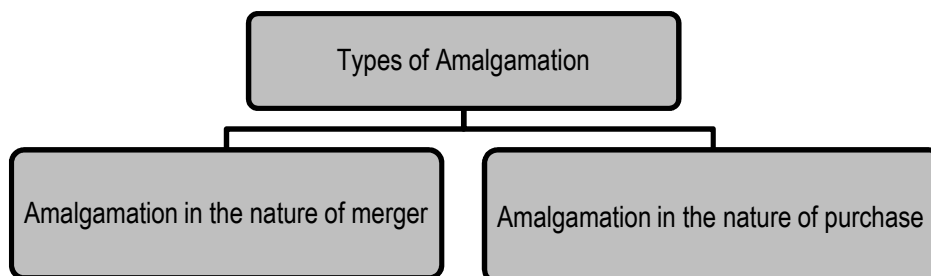 Types of Amalgamation
Amalgamation in the nature of merger
Amalgamation in the nature of purchase